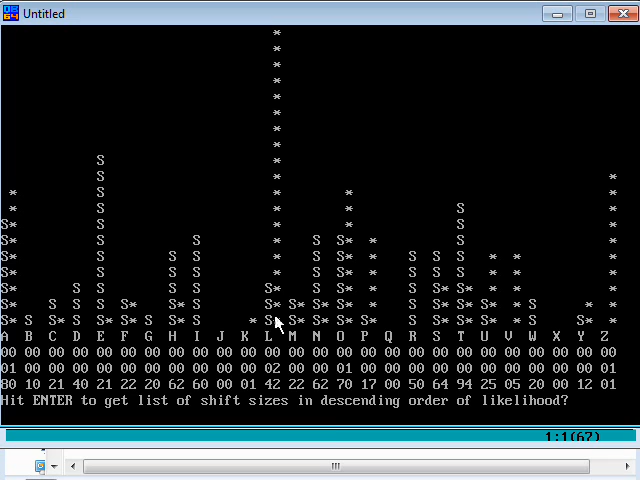 Untitled
*
*
*
*
*
*
*
*
S *
S * *
* S * * *
* S * * S *
S* S * * S *
S* S S * S S* * S *
S* S S S * S S* * S S S * * *
S* S S S * S S* * S S S * * *
S* S S S S S* S S* * S S* S* * * *
S* S S S S* S* S S* S* S* S* * S S* S* S* * S * *
S* S S* S S* S* S S* S * S* S* S* S* S* S S* S* S* * S S* *
A B C D E F G H I J K L M N O P Q R S T U V W X Y Z
00 00 00 00 00 00 00 00 00 00 00 00 00 00 00 00 00 00 00 00 00 00 00 00 00 00
00 00 00 00 00 00 00 00 00 00 00 02 00 00 01 00 00 00 00 00 00 00 00 00 00 01
80 10 21 40 21 22 20 62 60 00 01 42 22 62 70 17 00 50 64 94 25 05 20 00 12 01
Hit ENTER to get list of shift sizes in descending order of likelihood?
1:1(67)